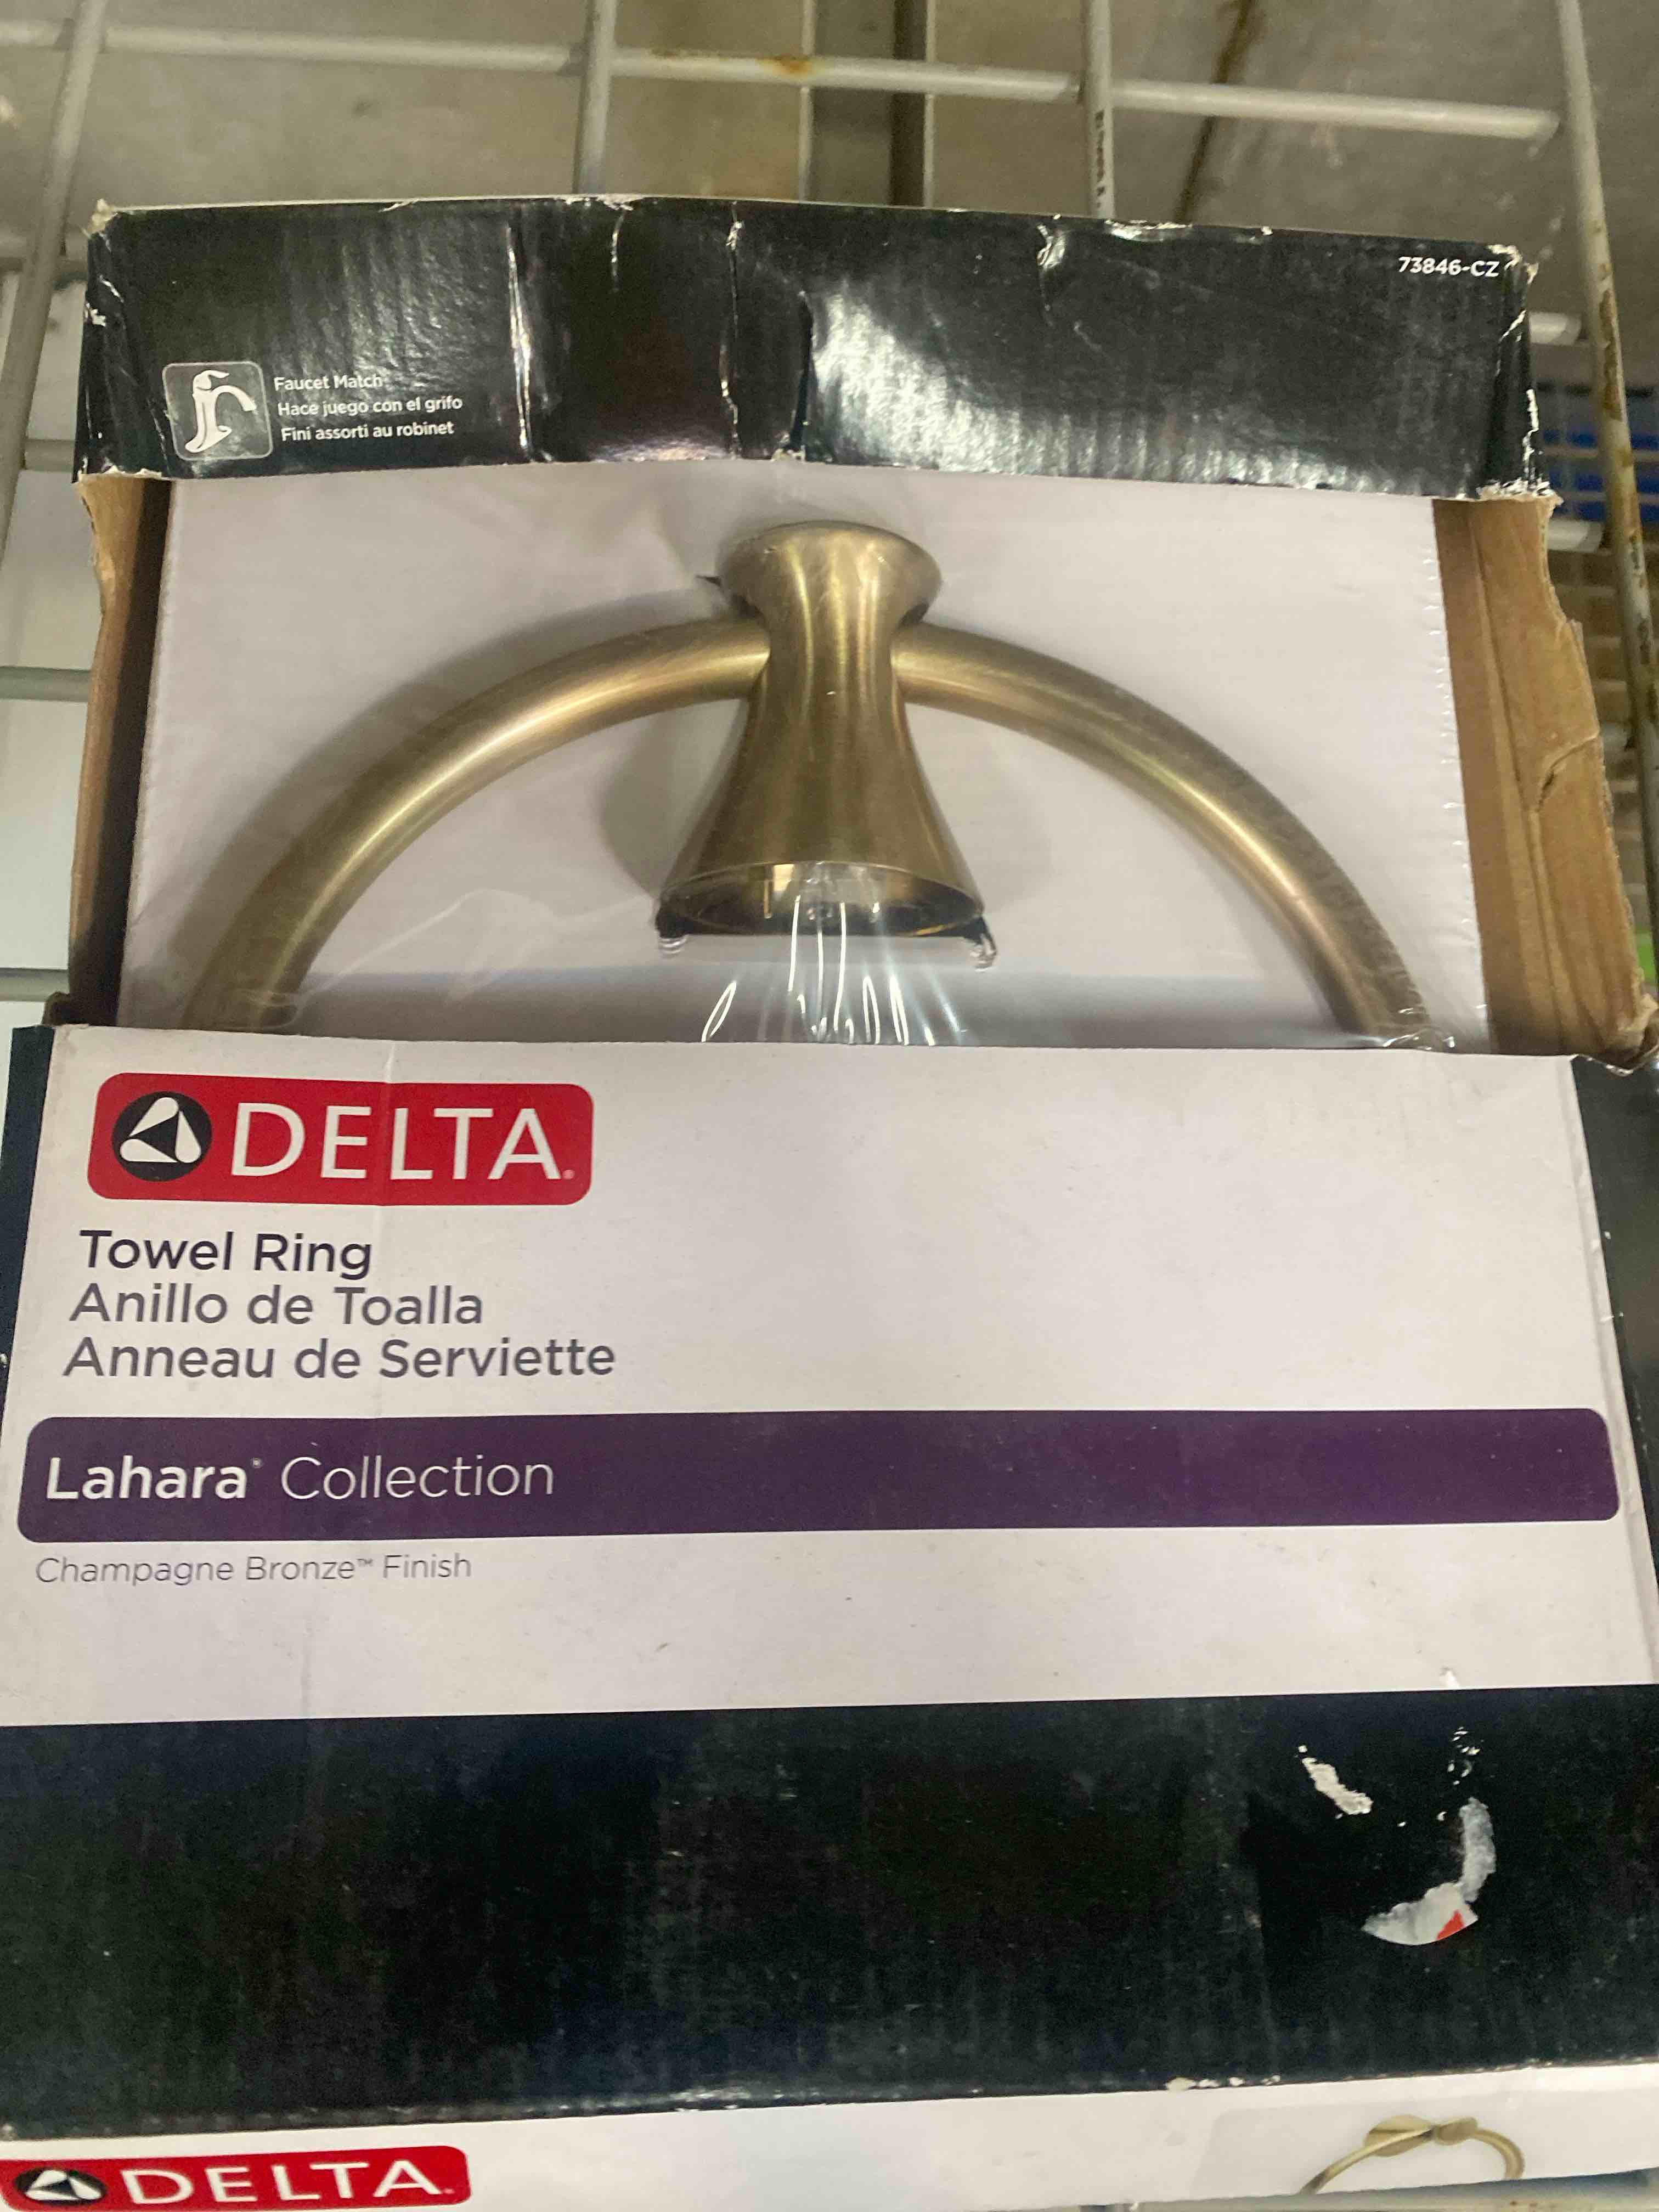 73846-CZ
Faucet Match
Hace juego con el grifo
Fini assorti au robinet
DELTA®
Towel Ring
Anillo de Toalla
Anneau de Serviette
Lahara® Collection
Champagne Bronze™ Finish
DELTA.